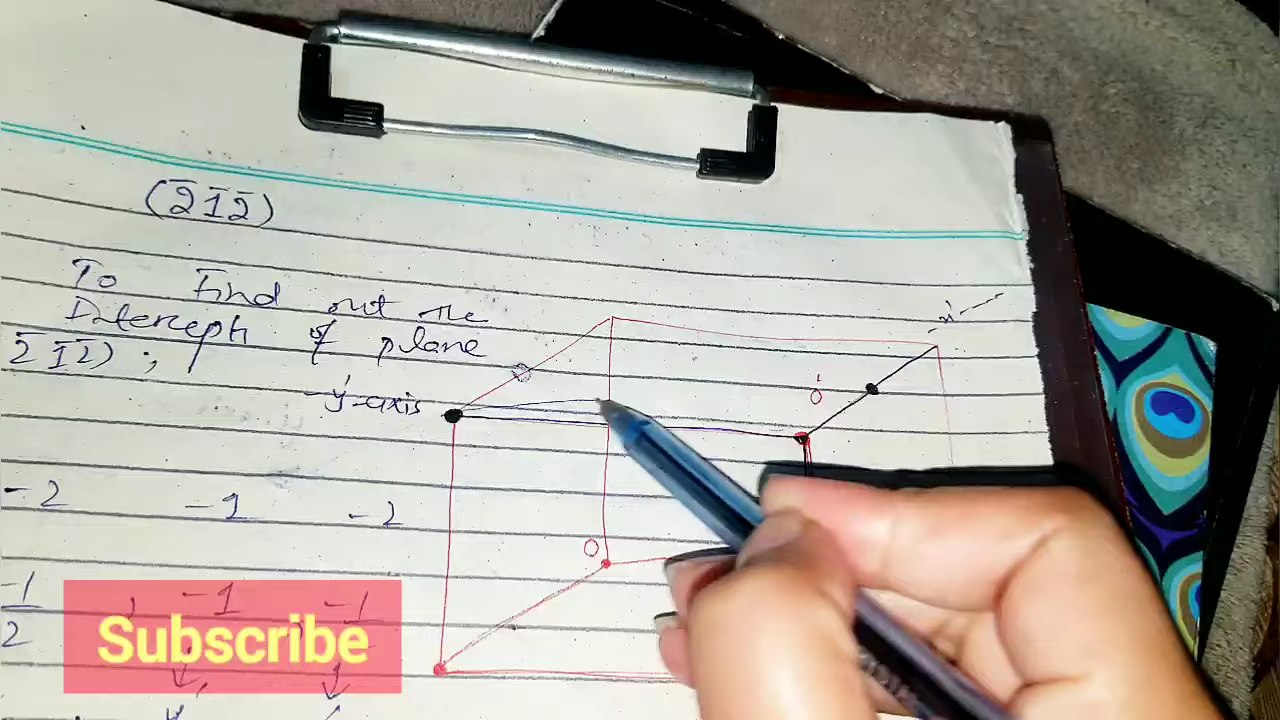 (2̅ 1̅ 2̅)
To Find out the
Intercept of plane
2̅ 1̅ 2̅) ;
-y'-axis
x'
O'
-2 -1 -2
O
-1/2 , -1 -1
Subscribe
1